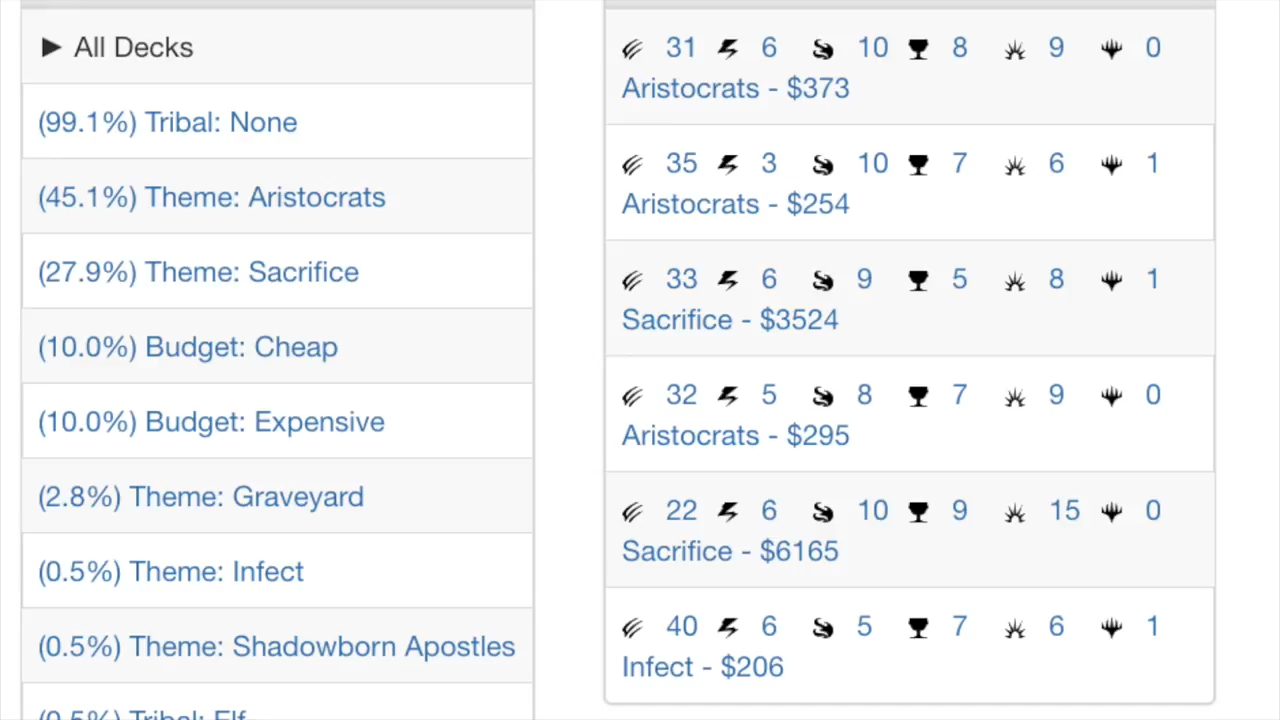 ► All Decks
(99.1%) Tribal: None
(45.1%) Theme: Aristocrats
(27.9%) Theme: Sacrifice
(10.0%) Budget: Cheap
(10.0%) Budget: Expensive
(2.8%) Theme: Graveyard
(0.5%) Theme: Infect
(0.5%) Theme: Shadowborn Apostles
(0.5%) Tribal: Elf
31 6 10 8 9 0
Aristocrats - $373
35 3 10 7 6 1
Aristocrats - $254
33 6 9 5 8 1
Sacrifice - $3524
32 5 8 7 9 0
Aristocrats - $295
22 6 10 9 15 0
Sacrifice - $6165
40 6 5 7 6 1
Infect - $206